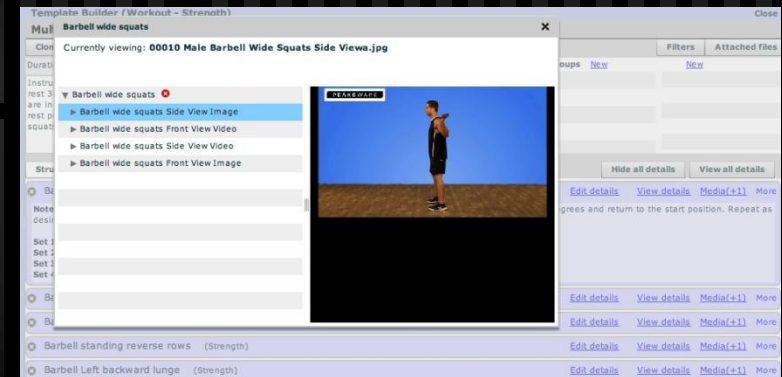 Template Builder (Workout - Strength)
Close
Barbell wide squats
Currently viewing: 00010 Male Barbell Wide Squats Side Viewa.jpg
Filters
Attached files
oups New
New
Barbell wide squats
Barbell wide squats Side View Image
Barbell wide squats Front View Video
Barbell wide squats Side View Video
Barbell wide squats Front View Image
PEAKSWARE
Hide all details
View all details
Edit details View details Media(+1) More
grees and return to the start position. Repeat as
Edit details View details Media(+1) More
Edit details View details Media(+1) More
Barbell standing reverse rows (Strength)
Edit details View details Media(+1) More
Barbell Left backward lunge (Strength)
Edit details View details Media(+1) More